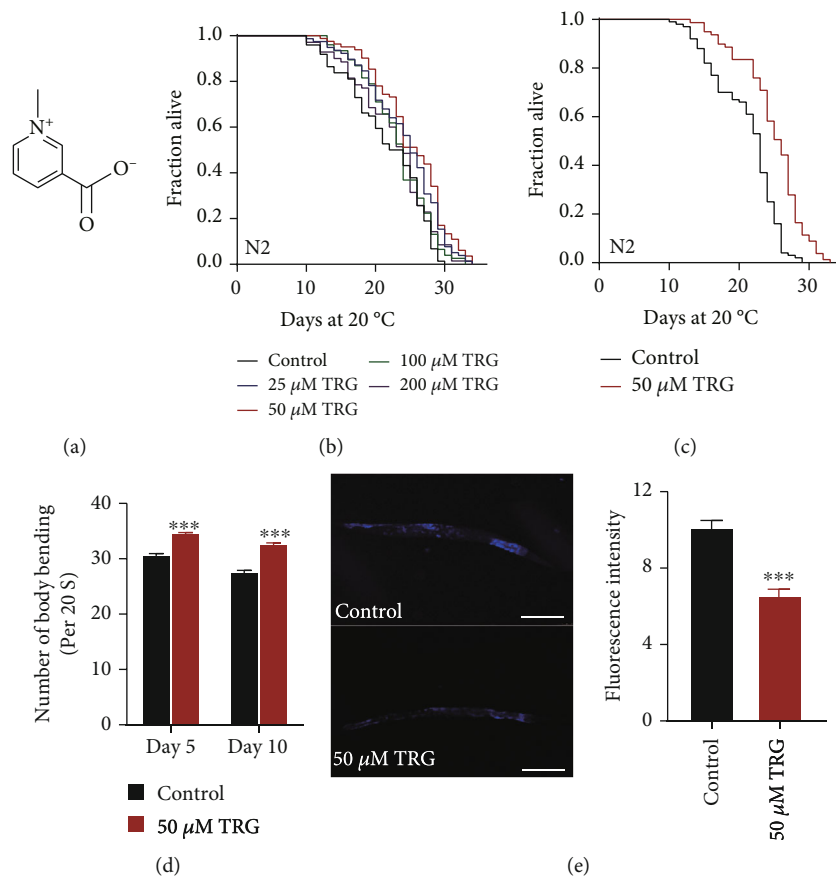 N+
O−
O
(a)
Fraction alive
1.0
0.8
0.6
0.4
0.2
0.0
N2
0
10
20
30
Days at 20 °C
Control
25 μM TRG
50 μM TRG
100 μM TRG
200 μM TRG
(b)
Fraction alive
1.0
0.8
0.6
0.4
0.2
0.0
N2
0
10
20
30
Days at 20 °C
Control
50 μM TRG
(c)
Number of body bending
(Per 20 S)
40
30
20
10
0
***
***
Day 5
Day 10
Control
50 μM TRG
(d)
Control
50 μM TRG
Fluorescence intensity
12
8
4
0
***
Control
50 μM TRG
(e)